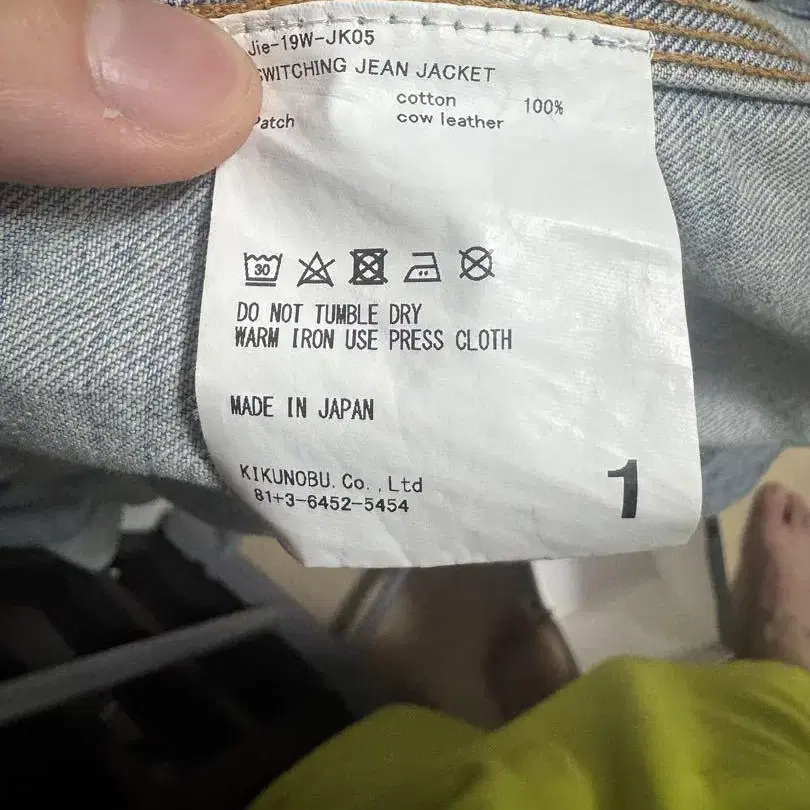 Jie-19W-JK05
SWITCHING JEAN JACKET
cotton 100%
Patch cow leather
30
DO NOT TUMBLE DRY
WARM IRON USE PRESS CLOTH
MADE IN JAPAN
KIKUNOBU. Co. ,Ltd
81+3-6452-5454
1